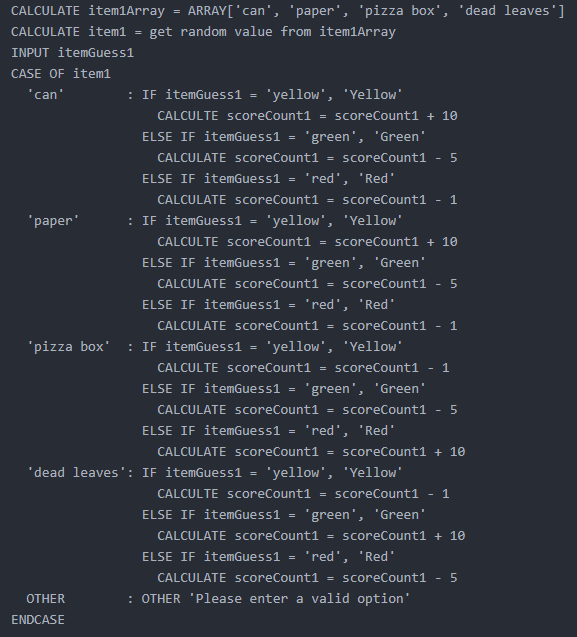 CALCULATE item1Array = ARRAY['can', 'paper', 'pizza box', 'dead leaves']
CALCULATE item1 = get random value from item1Array
INPUT itemGuess1
CASE OF item1
  'can'        : IF itemGuess1 = 'yellow', 'Yellow'
                   CALCULTE scoreCount1 = scoreCount1 + 10
                 ELSE IF itemGuess1 = 'green', 'Green'
                   CALCULATE scoreCount1 = scoreCount1 - 5
                 ELSE IF itemGuess1 = 'red', 'Red'
                   CALCULATE scoreCount1 = scoreCount1 - 1
  'paper'      : IF itemGuess1 = 'yellow', 'Yellow'
                   CALCULTE scoreCount1 = scoreCount1 + 10
                 ELSE IF itemGuess1 = 'green', 'Green'
                   CALCULATE scoreCount1 = scoreCount1 - 5
                 ELSE IF itemGuess1 = 'red', 'Red'
                   CALCULATE scoreCount1 = scoreCount1 - 1
  'pizza box'  : IF itemGuess1 = 'yellow', 'Yellow'
                   CALCULTE scoreCount1 = scoreCount1 - 1
                 ELSE IF itemGuess1 = 'green', 'Green'
                   CALCULATE scoreCount1 = scoreCount1 - 5
                 ELSE IF itemGuess1 = 'red', 'Red'
                   CALCULATE scoreCount1 = scoreCount1 + 10
  'dead leaves': IF itemGuess1 = 'yellow', 'Yellow'
                   CALCULTE scoreCount1 = scoreCount1 - 1
                 ELSE IF itemGuess1 = 'green', 'Green'
                   CALCULATE scoreCount1 = scoreCount1 + 10
                 ELSE IF itemGuess1 = 'red', 'Red'
                   CALCULATE scoreCount1 = scoreCount1 - 5
  OTHER        : OTHER 'Please enter a valid option'
ENDCASE